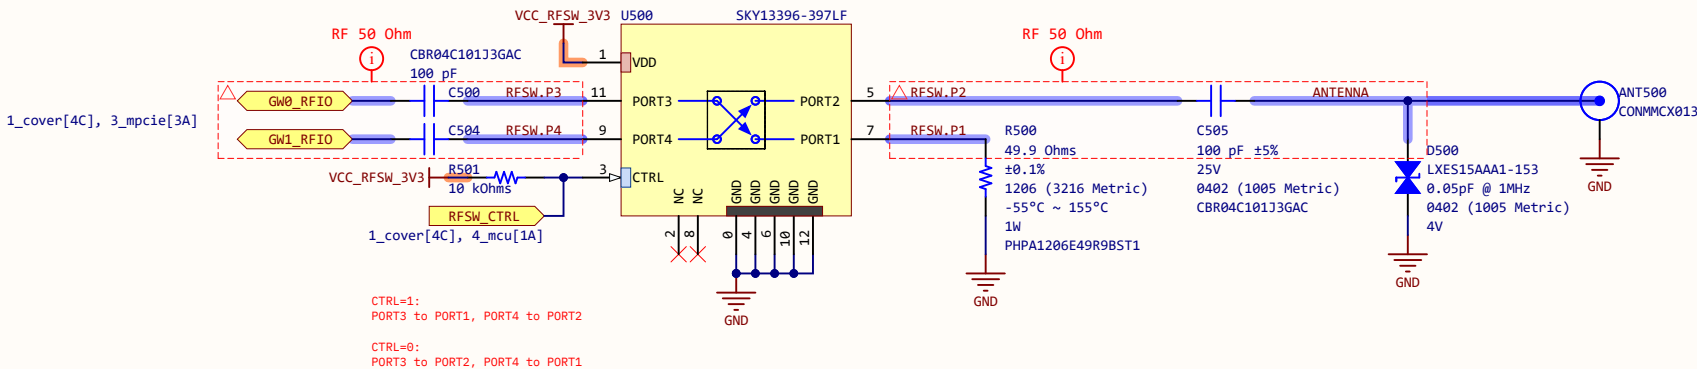 VCC_RFSW_3V3
U500
SKY13396-397LF
RF 50 Ohm
i
RF 50 Ohm
i
CBR04C101J3GAC
100 pF
1
VDD
GW0_RFIO
C500
RFSW.P3
11
PORT3
PORT2
5
RFSW.P2
ANTENNA
ANT500
CONMMCX013
1_cover[4C], 3_mpcie[3A]
GW1_RFIO
C504
RFSW.P4
9
PORT4
PORT1
7
RFSW.P1
R500
49.9 Ohms
±0.1%
1206 (3216 Metric)
-55°C ~ 155°C
1W
PHPA1206E49R9BST1
C505
100 pF ±5%
25V
0402 (1005 Metric)
CBR04C101J3GAC
D500
LXES15AAA1-153
0.05pF @ 1MHz
0402 (1005 Metric)
4V
GND
VCC_RFSW_3V3
R501
10 kOhms
3
CTRL
RFSW_CTRL
1_cover[4C], 4_mcu[1A]
NC
NC
GND
GND
GND
GND
GND
2
8
0
4
6
10
12
GND
GND
GND
CTRL=1:
PORT3 to PORT1, PORT4 to PORT2
CTRL=0:
PORT3 to PORT2, PORT4 to PORT1